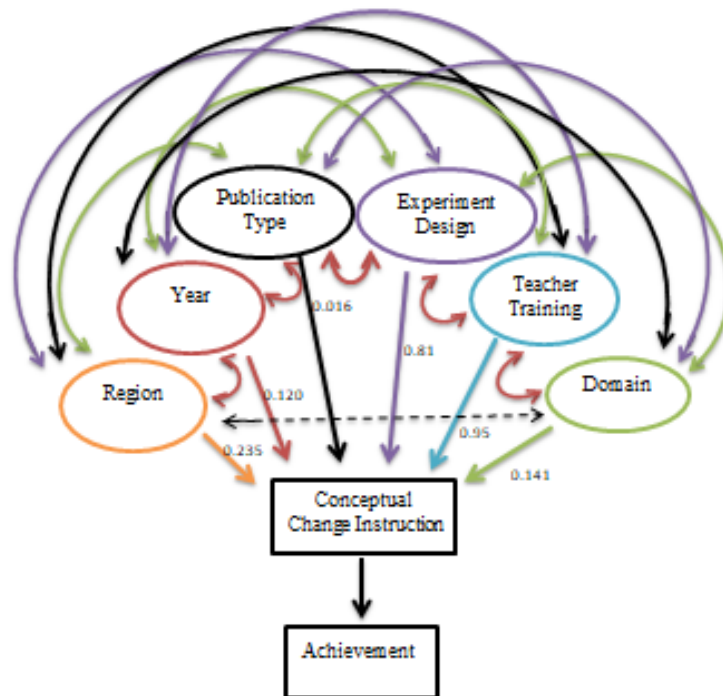 Publication
Type
Experiment
Design
Year
0.016
Teacher
Training
0.81
Region
0.120
Domain
0.235
0.95
0.141
Conceptual
Change Instruction
Achievement